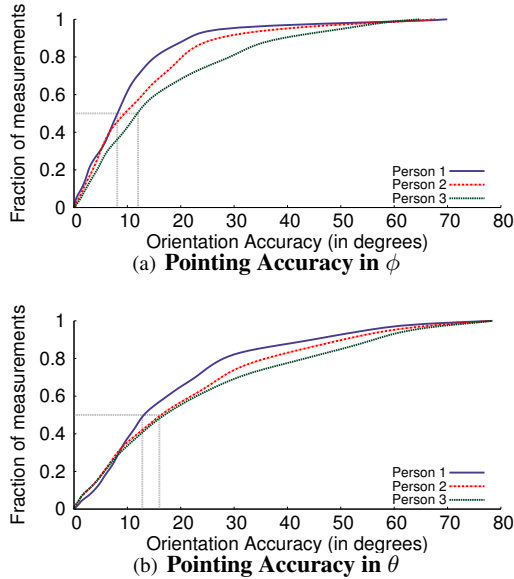 Fraction of measurements
1
0.8
0.6
0.4
0.2
0
Person 1
Person 2
Person 3
0 10 20 30 40 50 60 70 80
Orientation Accuracy (in degrees)
(a) Pointing Accuracy in ϕ
Fraction of measurements
1
0.8
0.6
0.4
0.2
0
Person 1
Person 2
Person 3
0 10 20 30 40 50 60 70 80
Orientation Accuracy (in degrees)
(b) Pointing Accuracy in θ